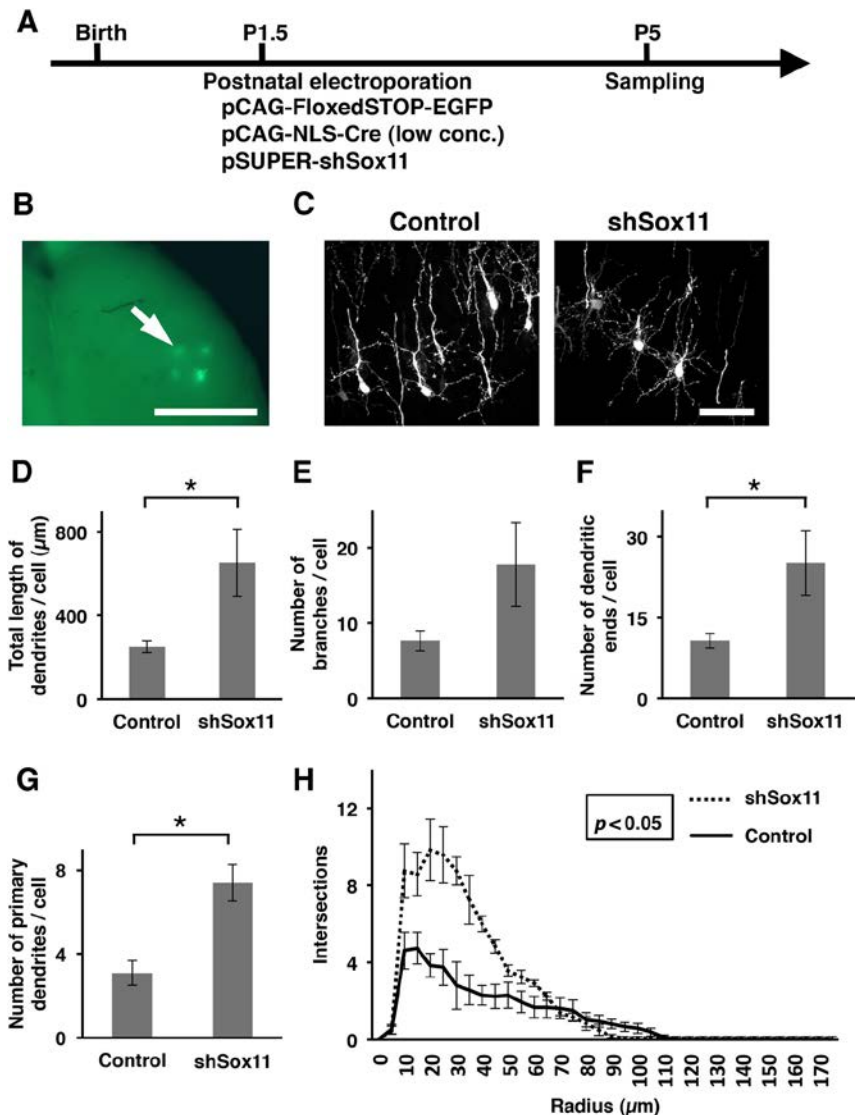 A
Birth P1.5 P5
Postnatal electroporation Sampling
pCAG-FloxedSTOP-EGFP
pCAG-NLS-Cre (low conc.)
pSUPER-shSox11
B C
Control shSox11
D E F
*
*
Total length of
dendrites / cell (µm)
800
400
0
Control shSox11
Number of
branches / cell
20
10
0
Control shSox11
Number of dendritic
ends / cell
30
15
0
Control shSox11
G H
*
Number of primary
dendrites / cell
8
4
0
Control shSox11
Intersections
12
8
4
0
p < 0.05
shSox11
Control
0 10 20 30 40 50 60 70 80 90 100 110 120 130 140 150 160 170
Radius (µm)